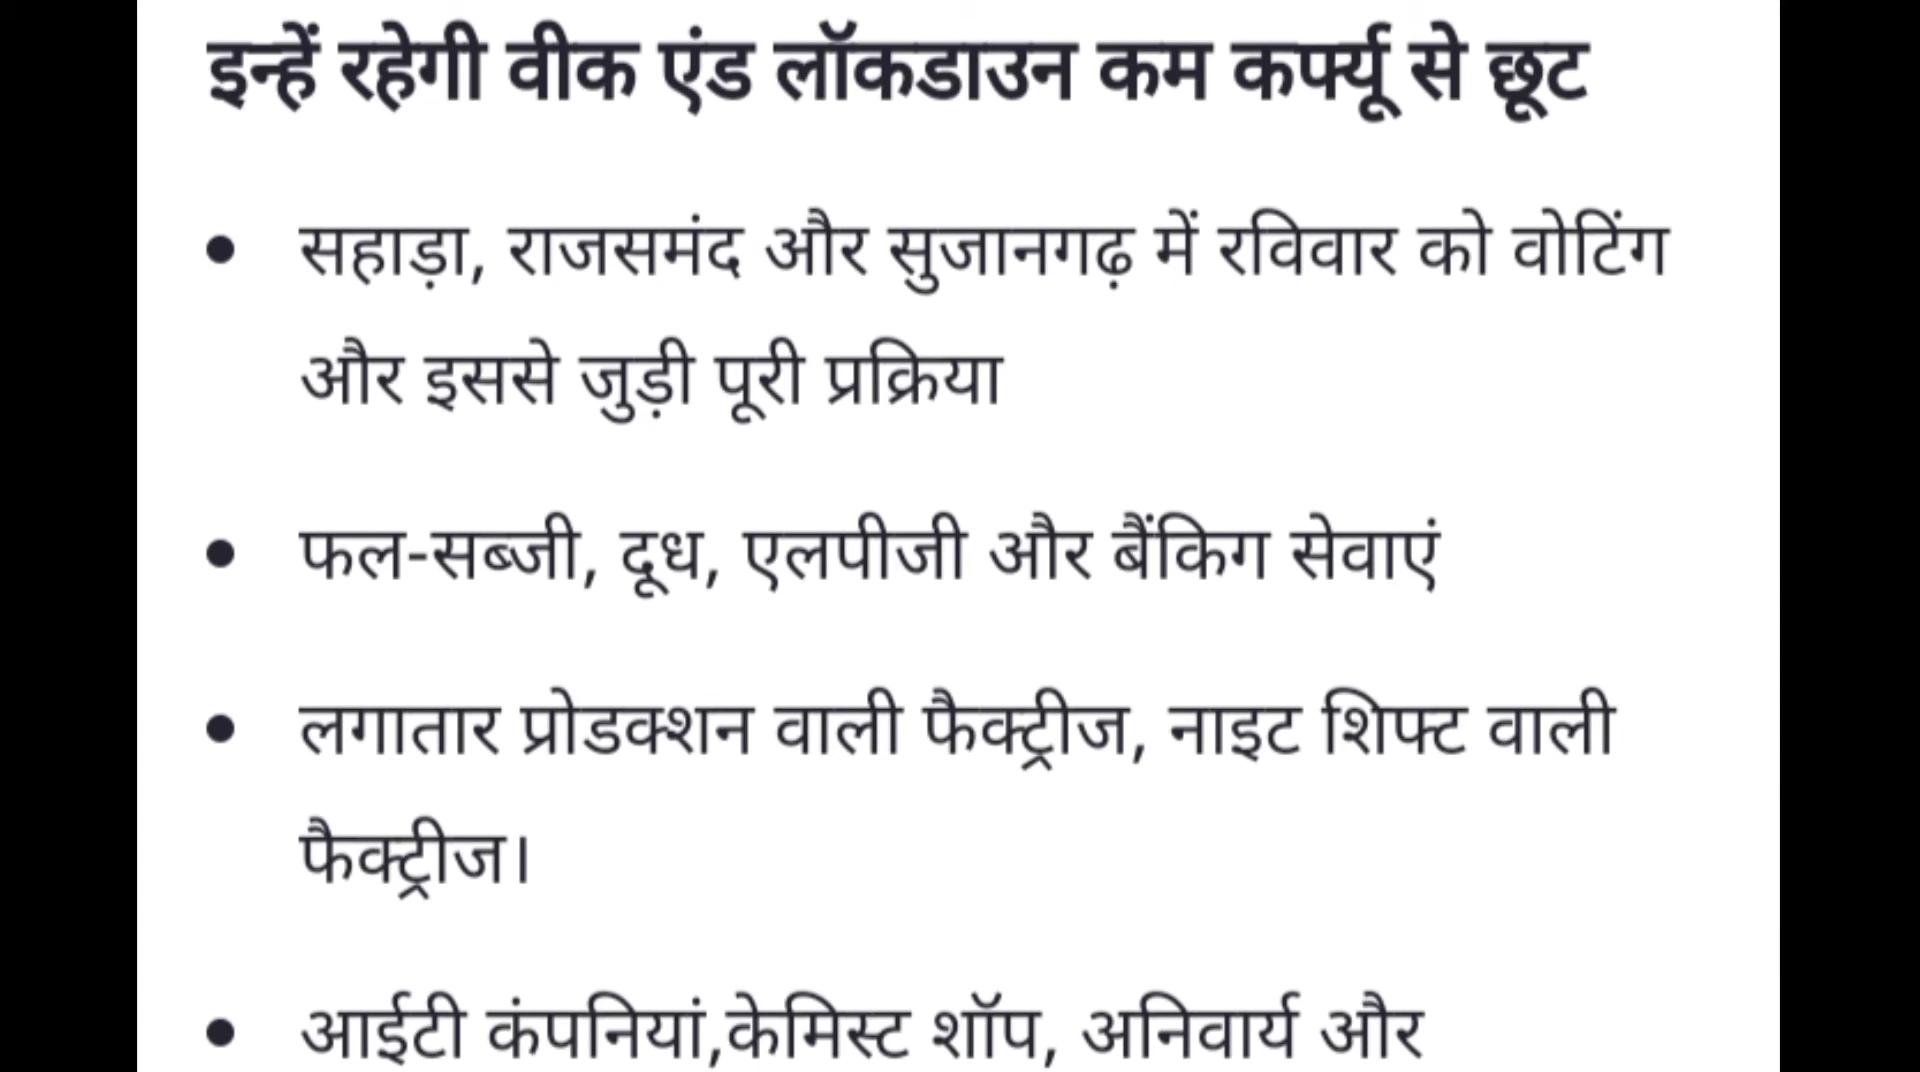 इन्हें रहेगी वीक एंड लॉकडाउन कम कर्फ्यू से छूट
• सहाड़ा, राजसमंद और सुजानगढ़ में रविवार को वोटिंग
और इससे जुड़ी पूरी प्रक्रिया
• फल-सब्जी, दूध, एलपीजी और बैंकिग सेवाएं
• लगातार प्रोडक्शन वाली फैक्ट्रीज, नाइट शिफ्ट वाली
फैक्ट्रीज।
• आईटी कंपनियां,केमिस्ट शॉप, अनिवार्य और